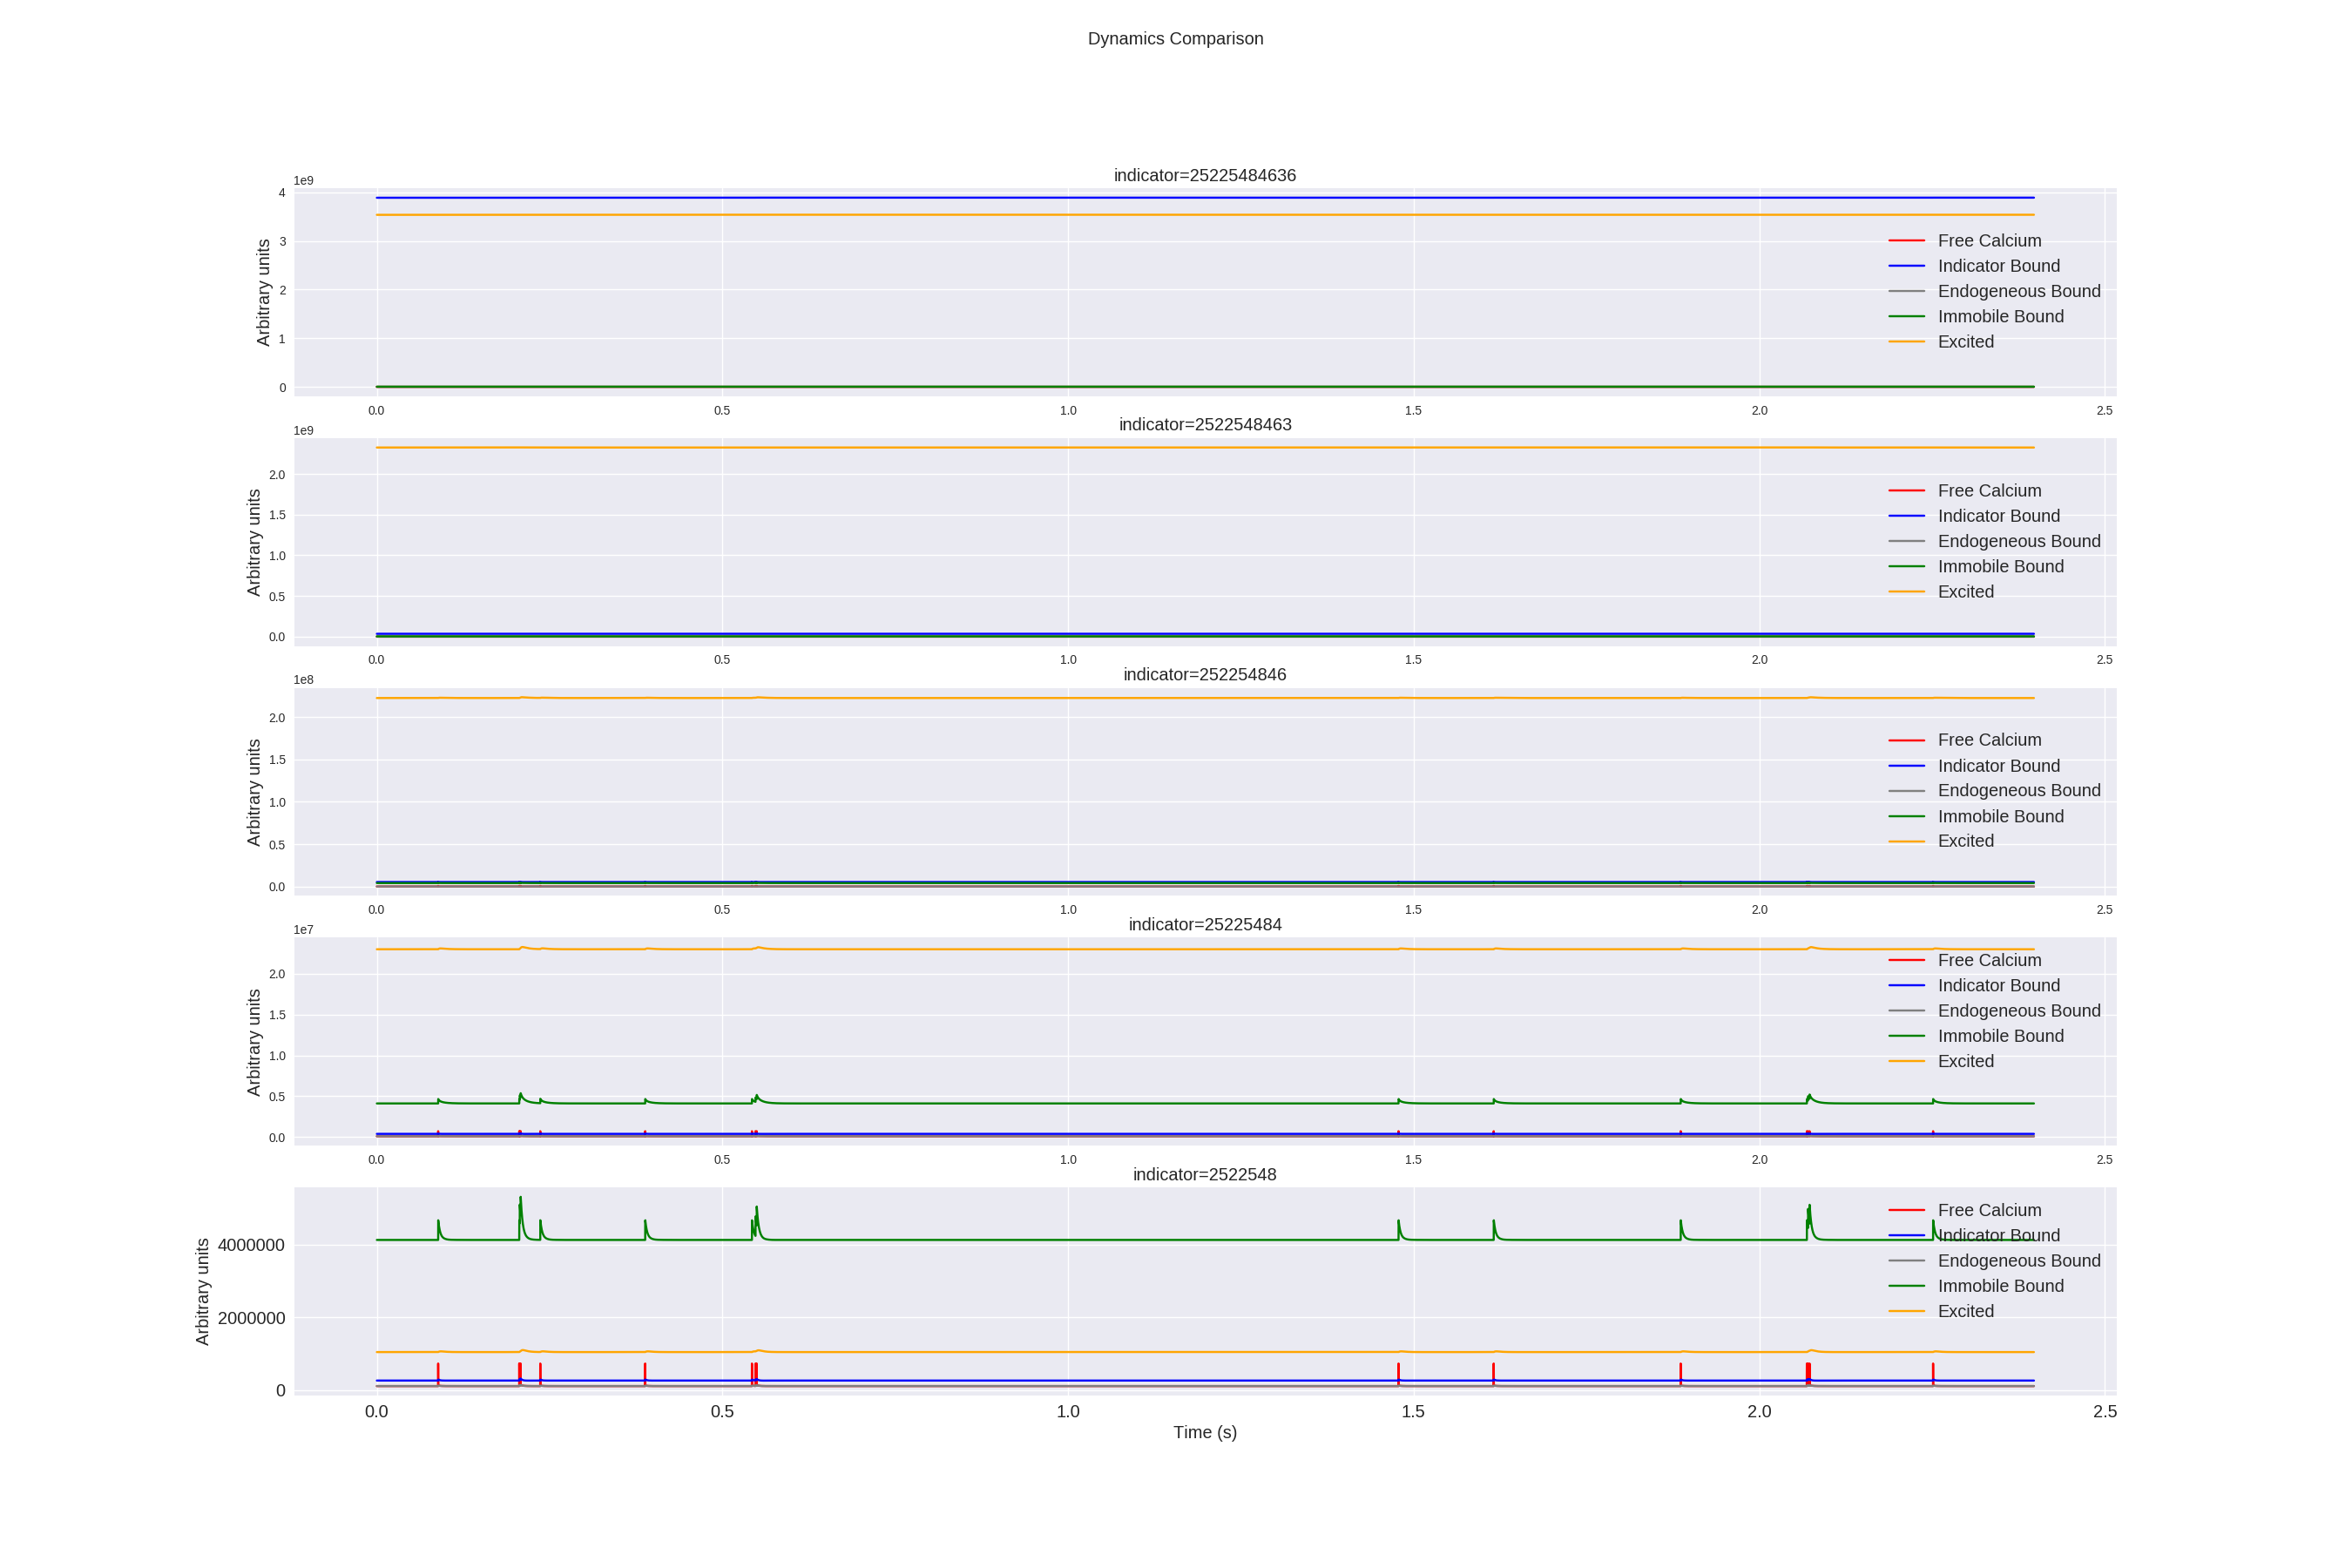 Dynamics Comparison
indicator=25225484636
1e9
4
3
2
1
0
Arbitrary units
Free Calcium
Indicator Bound
Endogeneous Bound
Immobile Bound
Excited
0.0 0.5 1.0 1.5 2.0 2.5
indicator=2522548463
1e9
2.0
1.5
1.0
0.5
0.0
Arbitrary units
Free Calcium
Indicator Bound
Endogeneous Bound
Immobile Bound
Excited
0.0 0.5 1.0 1.5 2.0 2.5
indicator=252254846
1e8
2.0
1.5
1.0
0.5
0.0
Arbitrary units
Free Calcium
Indicator Bound
Endogeneous Bound
Immobile Bound
Excited
0.0 0.5 1.0 1.5 2.0 2.5
indicator=25225484
1e7
2.0
1.5
1.0
0.5
0.0
Arbitrary units
Free Calcium
Indicator Bound
Endogeneous Bound
Immobile Bound
Excited
0.0 0.5 1.0 1.5 2.0 2.5
indicator=2522548
4000000
2000000
0
Arbitrary units
Free Calcium
Indicator Bound
Endogeneous Bound
Immobile Bound
Excited
0.0 0.5 1.0 1.5 2.0 2.5
Time (s)